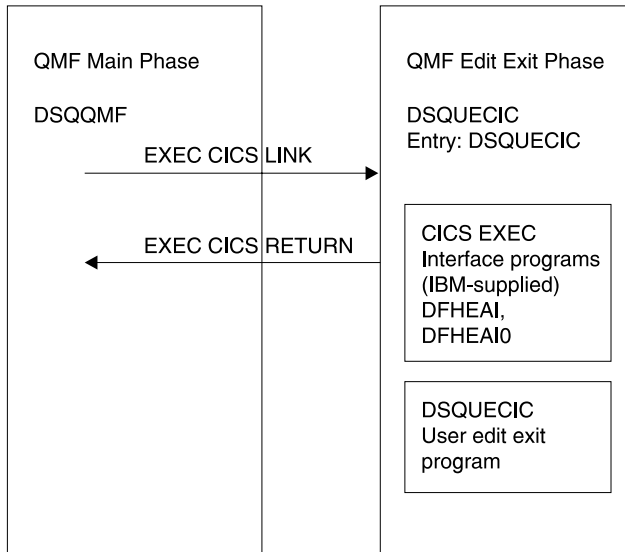 QMF Main Phase
DSQQMF
EXEC CICS LINK
EXEC CICS RETURN
QMF Edit Exit Phase
DSQUECIC
Entry: DSQUECIC
CICS EXEC
Interface programs
(IBM-supplied)
DFHEAI,
DFHEAI0
DSQUECIC
User edit exit
program